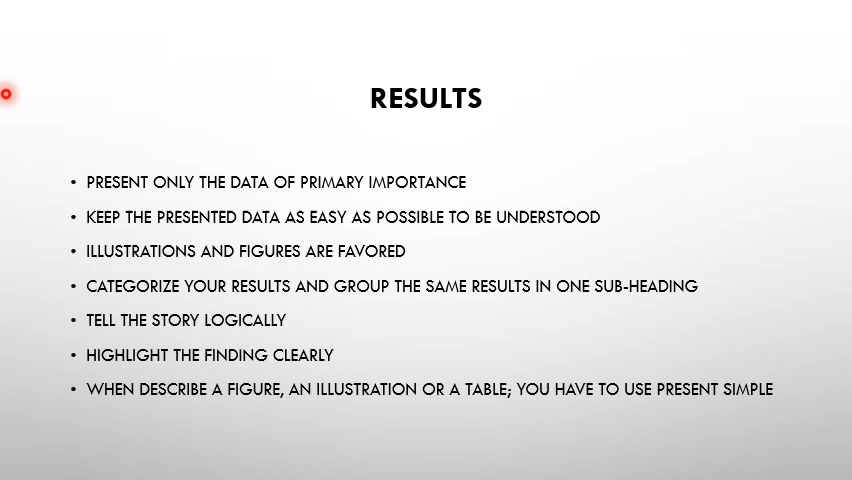 RESULTS
• PRESENT ONLY THE DATA OF PRIMARY IMPORTANCE
• KEEP THE PRESENTED DATA AS EASY AS POSSIBLE TO BE UNDERSTOOD
• ILLUSTRATIONS AND FIGURES ARE FAVORED
• CATEGORIZE YOUR RESULTS AND GROUP THE SAME RESULTS IN ONE SUB-HEADING
• TELL THE STORY LOGICALLY
• HIGHLIGHT THE FINDING CLEARLY
• WHEN DESCRIBE A FIGURE, AN ILLUSTRATION OR A TABLE; YOU HAVE TO USE PRESENT SIMPLE